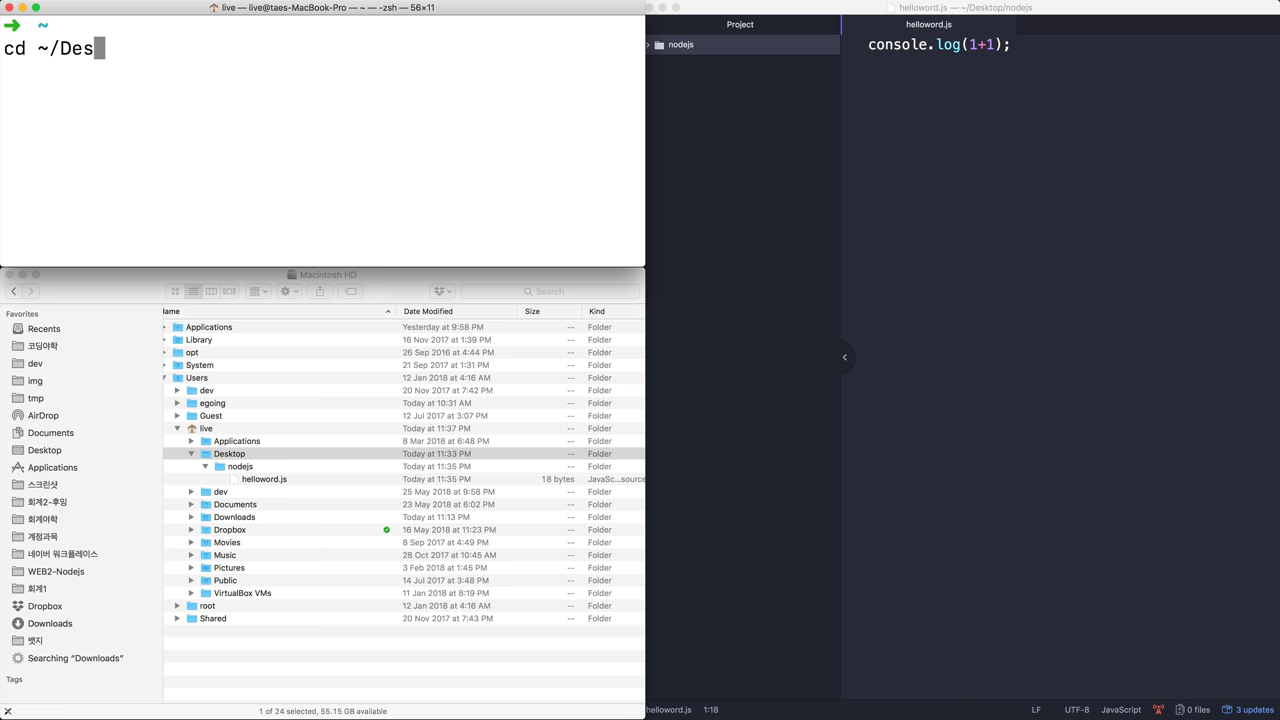 live — live@taes-MacBook-Pro — ~ — -zsh — 56×11
~
cd ~/Des
helloword.js — ~/Desktop/nodejs
Project
helloword.js
nodejs
console.log(1+1);
Macintosh HD
Search
Favorites
Recents
코딩야학
dev
img
tmp
AirDrop
Documents
Desktop
Applications
스크린샷
회계2-후잉
회계야학
계정과목
네이버 워크플레이스
WEB2-Nodejs
회계1
Dropbox
Downloads
뱃지
Searching “Downloads”
Tags
Name Date Modified Size Kind
Applications Yesterday at 9:58 PM -- Folder
Library 16 Nov 2017 at 1:39 PM -- Folder
opt 26 Sep 2016 at 4:44 PM -- Folder
System 21 Sep 2017 at 1:31 PM -- Folder
Users 12 Jan 2018 at 4:16 AM -- Folder
dev 20 Nov 2017 at 7:42 PM -- Folder
egoing Today at 10:31 AM -- Folder
Guest 12 Jul 2017 at 3:07 PM -- Folder
live Today at 11:37 PM -- Folder
Applications 8 Mar 2018 at 6:48 PM -- Folder
Desktop Today at 11:33 PM -- Folder
nodejs Today at 11:35 PM -- Folder
helloword.js Today at 11:35 PM 18 bytes JavaSc...source
dev 25 May 2018 at 9:58 PM -- Folder
Documents 23 May 2018 at 6:02 PM -- Folder
Downloads Today at 11:13 PM -- Folder
Dropbox 16 May 2018 at 11:23 PM -- Folder
Movies 8 Sep 2017 at 4:49 PM -- Folder
Music 28 Oct 2017 at 10:45 AM -- Folder
Pictures 3 Feb 2018 at 1:45 PM -- Folder
Public 14 Jul 2017 at 3:48 PM -- Folder
VirtualBox VMs 11 Jan 2018 at 8:19 PM -- Folder
root 12 Jan 2018 at 4:16 AM -- Folder
Shared 20 Nov 2017 at 7:43 PM -- Folder
1 of 24 selected, 55.15 GB available
helloword.js 1:18 LF UTF-8 JavaScript 0 files 3 updates